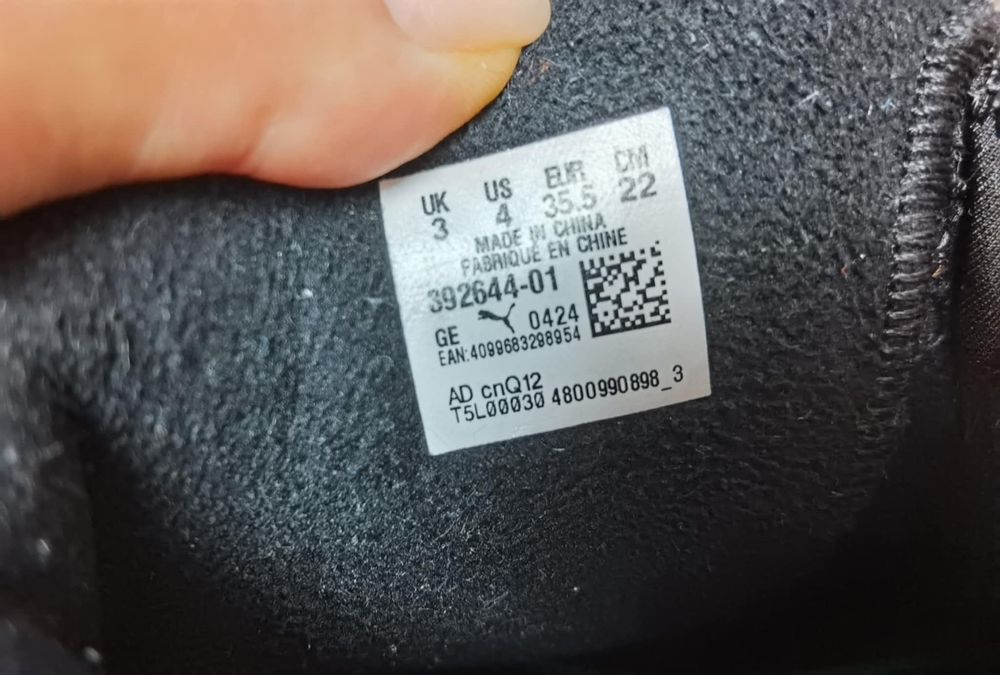 UK US EUR CM
3 4 35.5 22
MADE IN CHINA
FABRIQUÉ EN CHINE
392644-01
GE 0424
EAN:4099683298954
AD cnQ12
T5L00030 4800990898_3